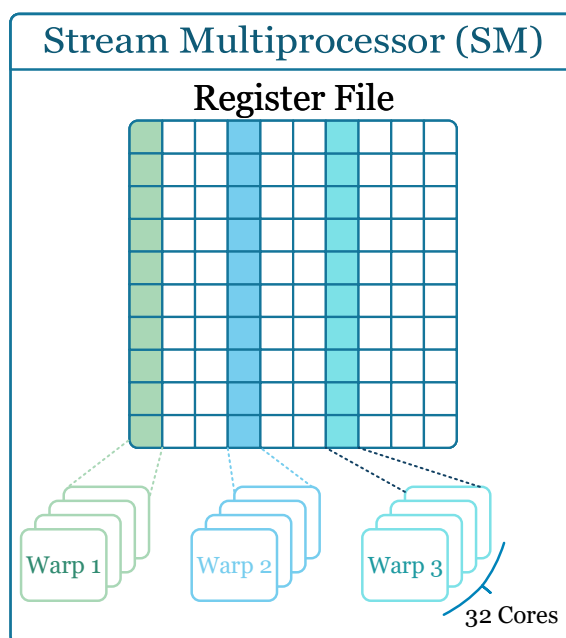 Stream Multiprocessor (SM)
Register File
Warp 1
Warp 2
Warp 3
32 Cores